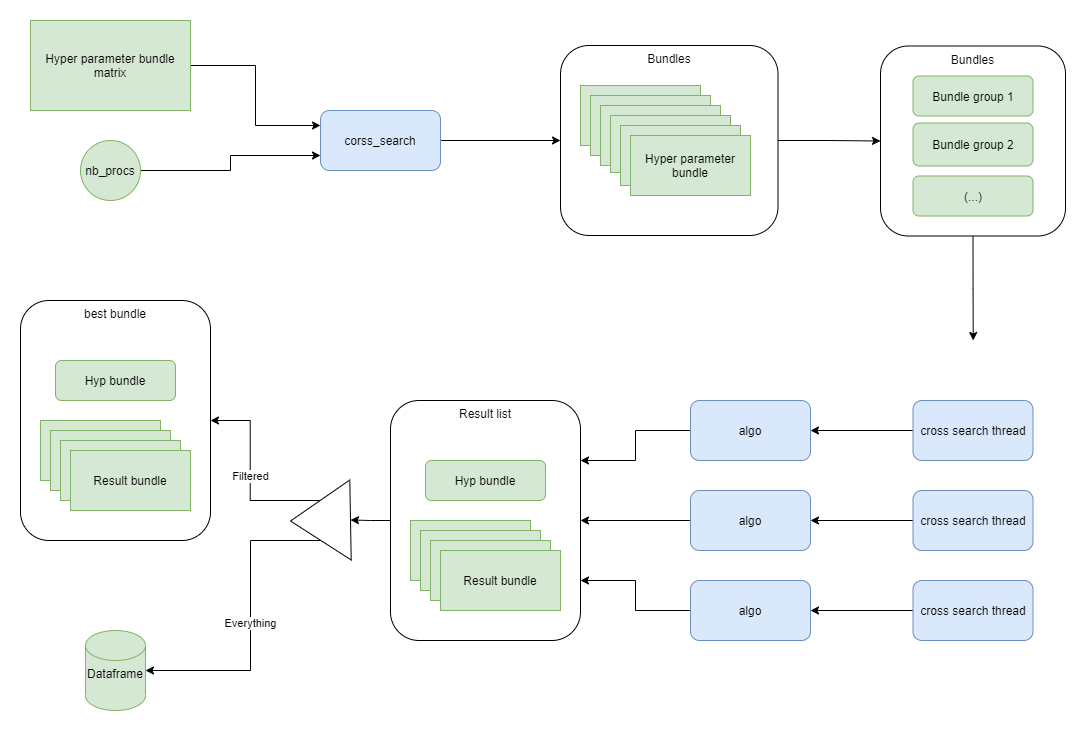 Hyper parameter bundle
matrix
nb_procs
corss_search
Bundles
Hyper parameter
bundle
Bundles
Bundle group 1
Bundle group 2
(...)
best bundle
Hyp bundle
Result bundle
Filtered
Everything
Dataframe
Result list
Hyp bundle
Result bundle
algo
cross search thread
algo
cross search thread
algo
cross search thread